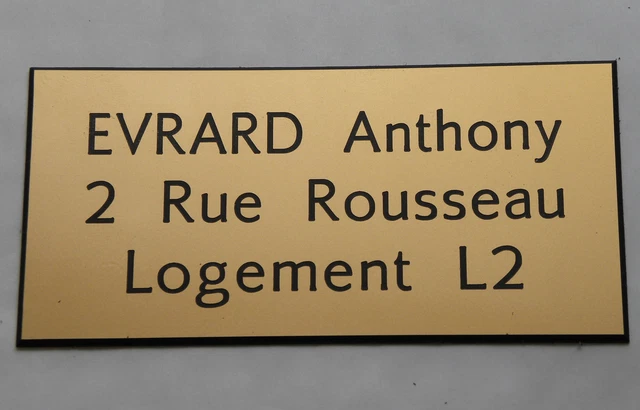 EVRARD Anthony
2 Rue Rousseau
Logement L2